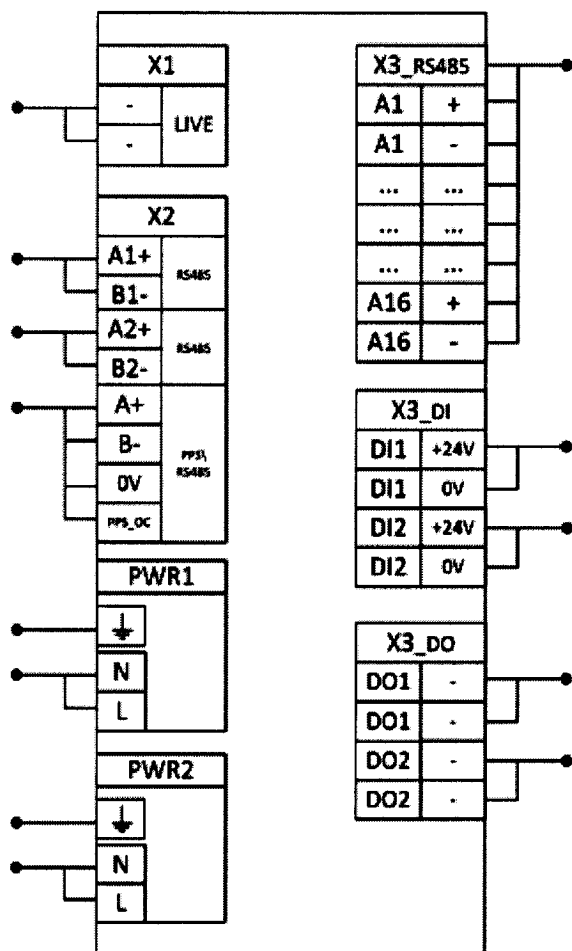 X1
-
-
LIVE
X2
A1+
B1-
RS485
A2+
B2-
RS485
A+
B-
0V
PPS_OC
PPS\
RS485
PWR1
N
L
PWR2
N
L
X3_RS485
A1 +
A1 -
... ...
... ...
... ...
A16 +
A16 -
X3_DI
DI1 +24V
DI1 0V
DI2 +24V
DI2 0V
X3_DO
DO1 -
DO1 -
DO2 -
DO2 -